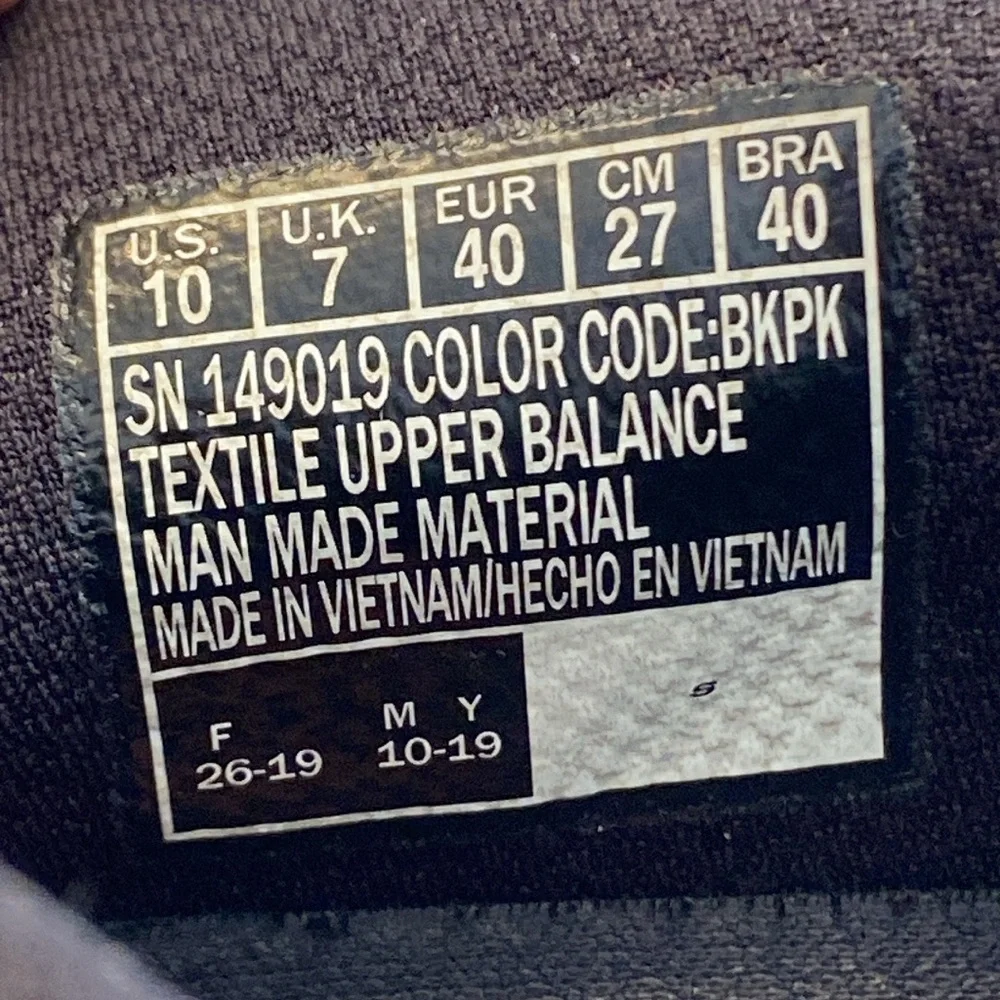 U.S. U.K. EUR CM BRA
10 7 40 27 40
SN 149019 COLOR CODE:BKPK
TEXTILE UPPER BALANCE
MAN MADE MATERIAL
MADE IN VIETNAM/HECHO EN VIETNAM
F M Y
26-19 10-19
S